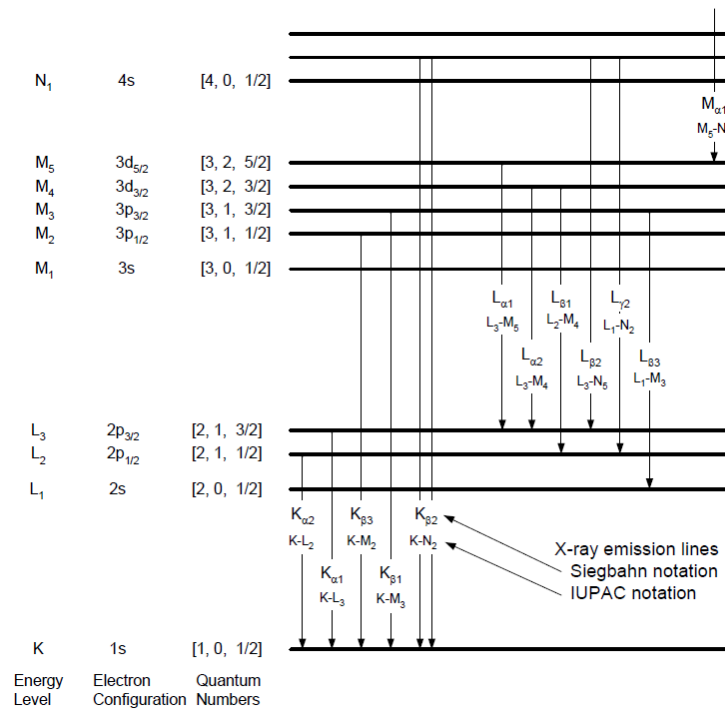 N₁ 4s [4, 0, 1/2]
Mα1
M₅-N
M₅ 3d₅/₂ [3, 2, 5/2]
M₄ 3d₃/₂ [3, 2, 3/2]
M₃ 3p₃/₂ [3, 1, 3/2]
M₂ 3p₁/₂ [3, 1, 1/2]
M₁ 3s [3, 0, 1/2]
Lα1 Lβ1 Lγ2
L₃-M₅ L₂-M₄ L₁-N₂
Lα2 Lβ2 Lβ3
L₃-M₄ L₃-N₅ L₁-M₃
L₃ 2p₃/₂ [2, 1, 3/2]
L₂ 2p₁/₂ [2, 1, 1/2]
L₁ 2s [2, 0, 1/2]
Kα2 Kβ3 Kβ2
K-L₂ K-M₂ K-N₂
X-ray emission lines
Siegbahn notation
IUPAC notation
Kα1 Kβ1
K-L₃ K-M₃
K 1s [1, 0, 1/2]
Energy Electron Quantum
Level Configuration Numbers